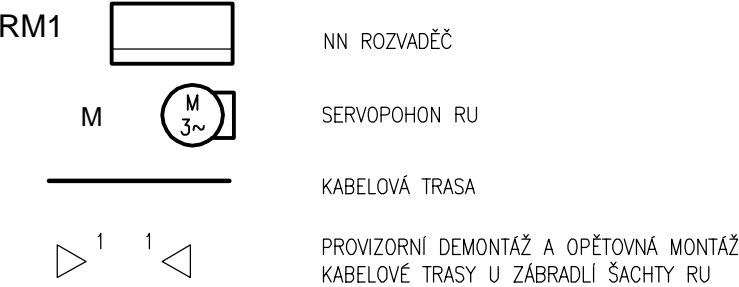 RM1 NN ROZVADĚČ
M M 3~ SERVOPOHON RU
KABELOVÁ TRASA
1 1 PROVIZORNÍ DEMONTÁŽ A OPĚTOVNÁ MONTÁŽ
KABELOVÉ TRASY U ZÁBRADLÍ ŠACHTY RU